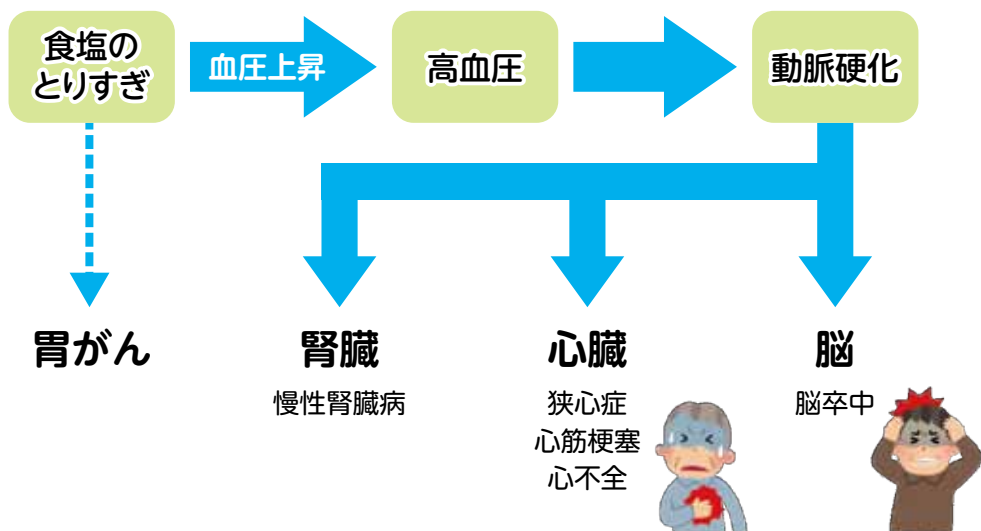 食塩の
とりすぎ
血圧上昇
高血圧
動脈硬化
胃がん
腎臓
慢性腎臓病
心臓
狭心症
心筋梗塞
心不全
脳
脳卒中